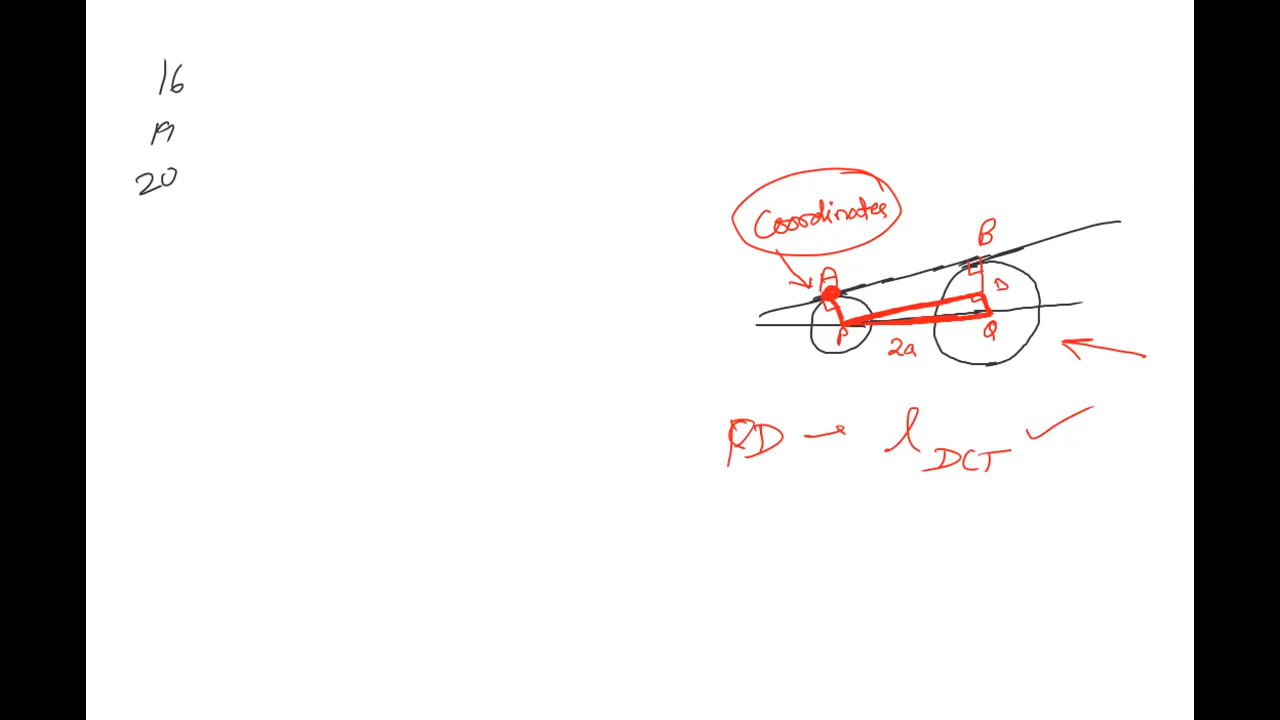 16
19
20
Coordinates
B
A
D
P
Q
2a
PD → l DCT ✓